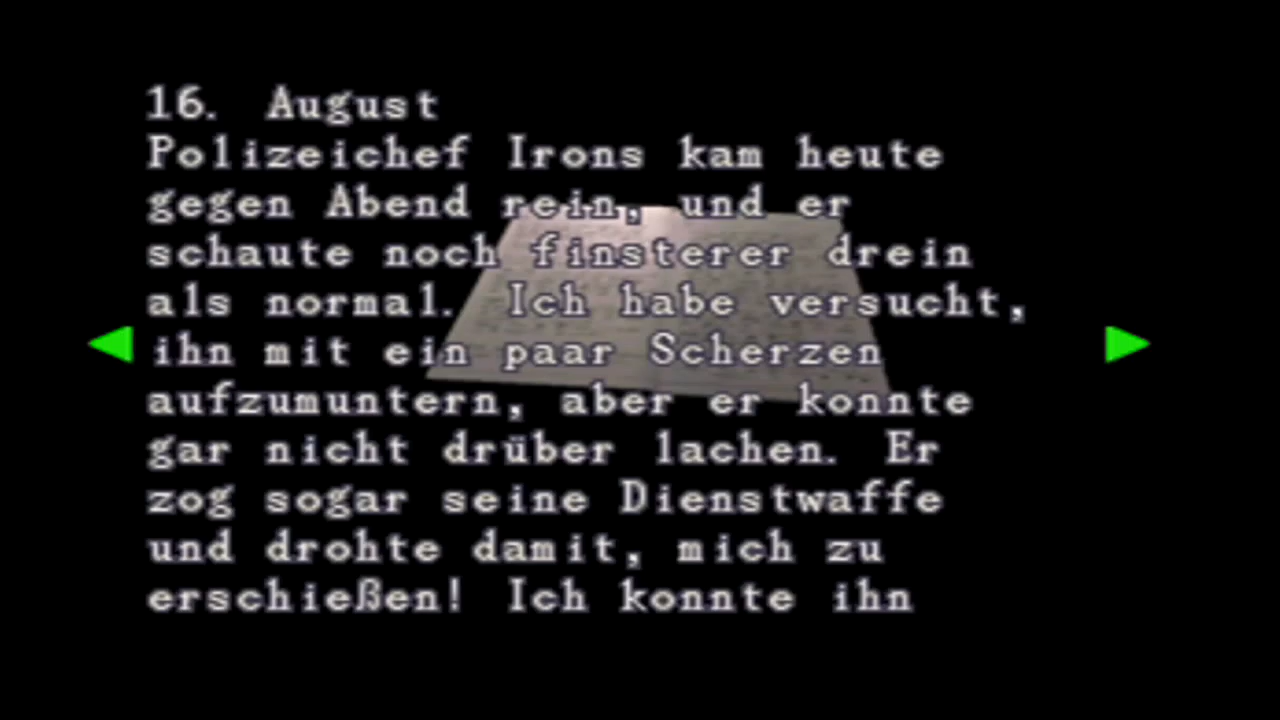 16. August
Polizeichef Irons kam heute
gegen Abend rein, und er
schaute noch finsterer drein
als normal. Ich habe versucht,
ihn mit ein paar Scherzen
aufzumuntern, aber er konnte
gar nicht drüber lachen. Er
zog sogar seine Dienstwaffe
und drohte damit, mich zu
erschießen! Ich konnte ihn